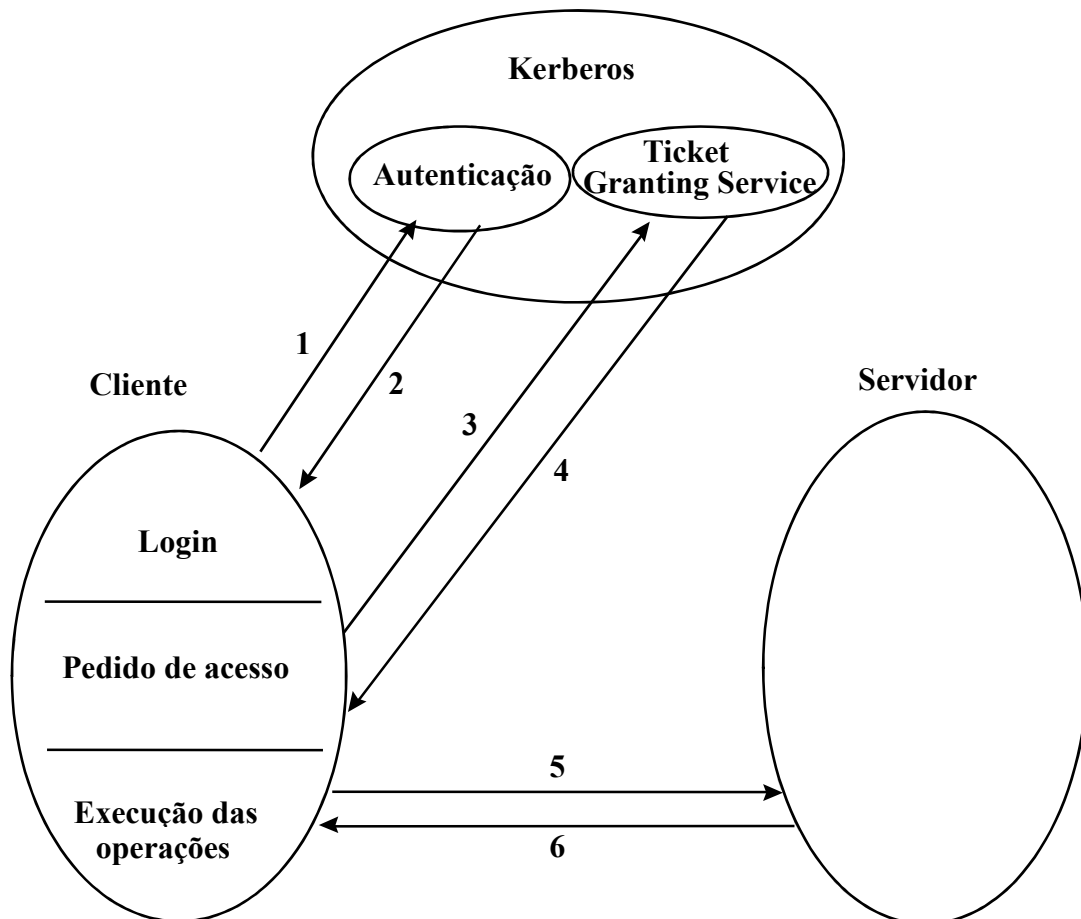 Kerberos
Autenticação
Ticket
Granting Service
1
2
3
4
Cliente
Servidor
Login
Pedido de acesso
Execução das
operações
5
6